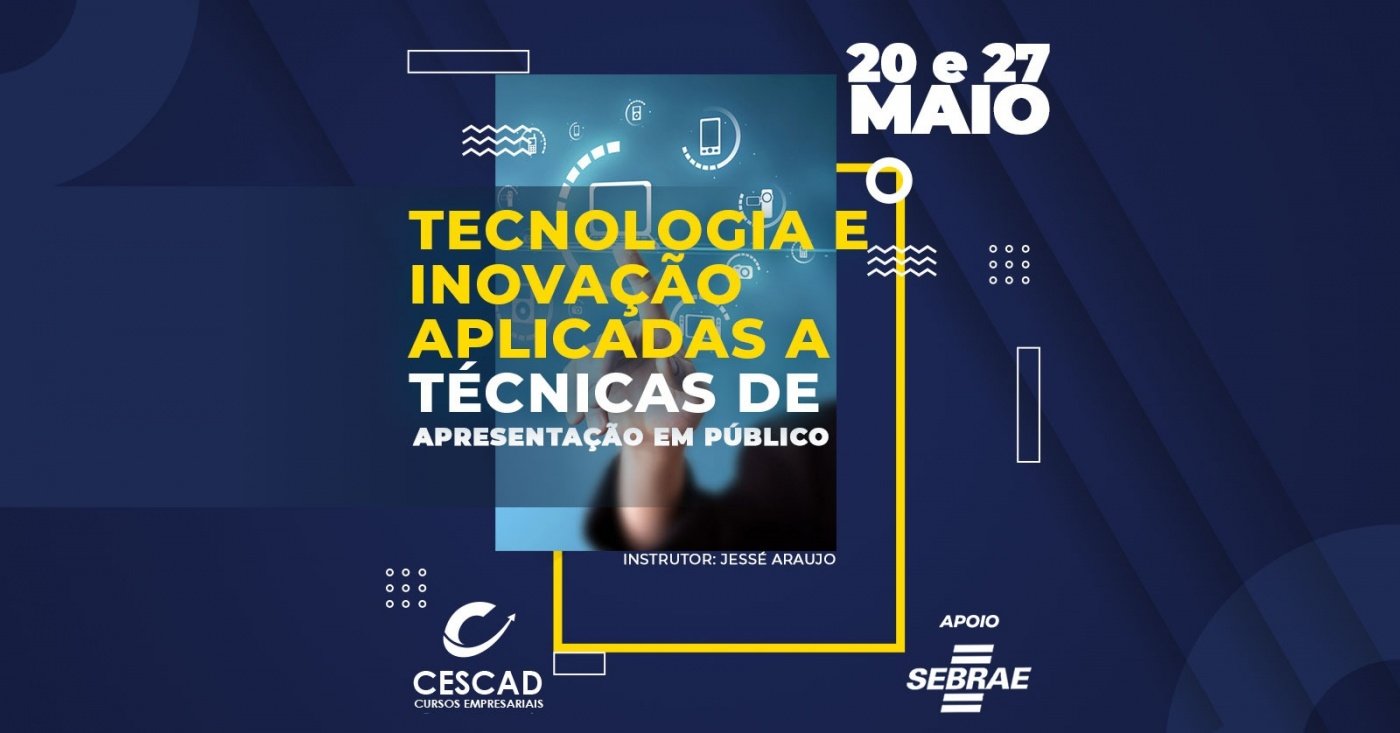 20 e 27
MAIO
TECNOLOGIA E
INOVAÇÃO
APLICADAS A
TÉCNICAS DE
APRESENTAÇÃO EM PÚBLICO
INSTRUTOR: JESSÉ ARAUJO
CESCAD
CURSOS EMPRESARIAIS
APOIO
SEBRAE